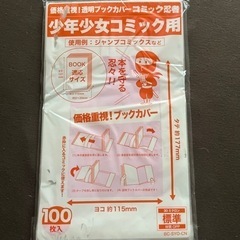 価格重視!透明ブックカバーコミック忍者
少年少女コミック用
使用例:ジャンプコミックスなど
BOOK
選ぶ
サイズ
本を守る
忍々!!
価格重視!ブックカバー
タテ 約177mm
100
枚入
ヨコ 約115mm
標準